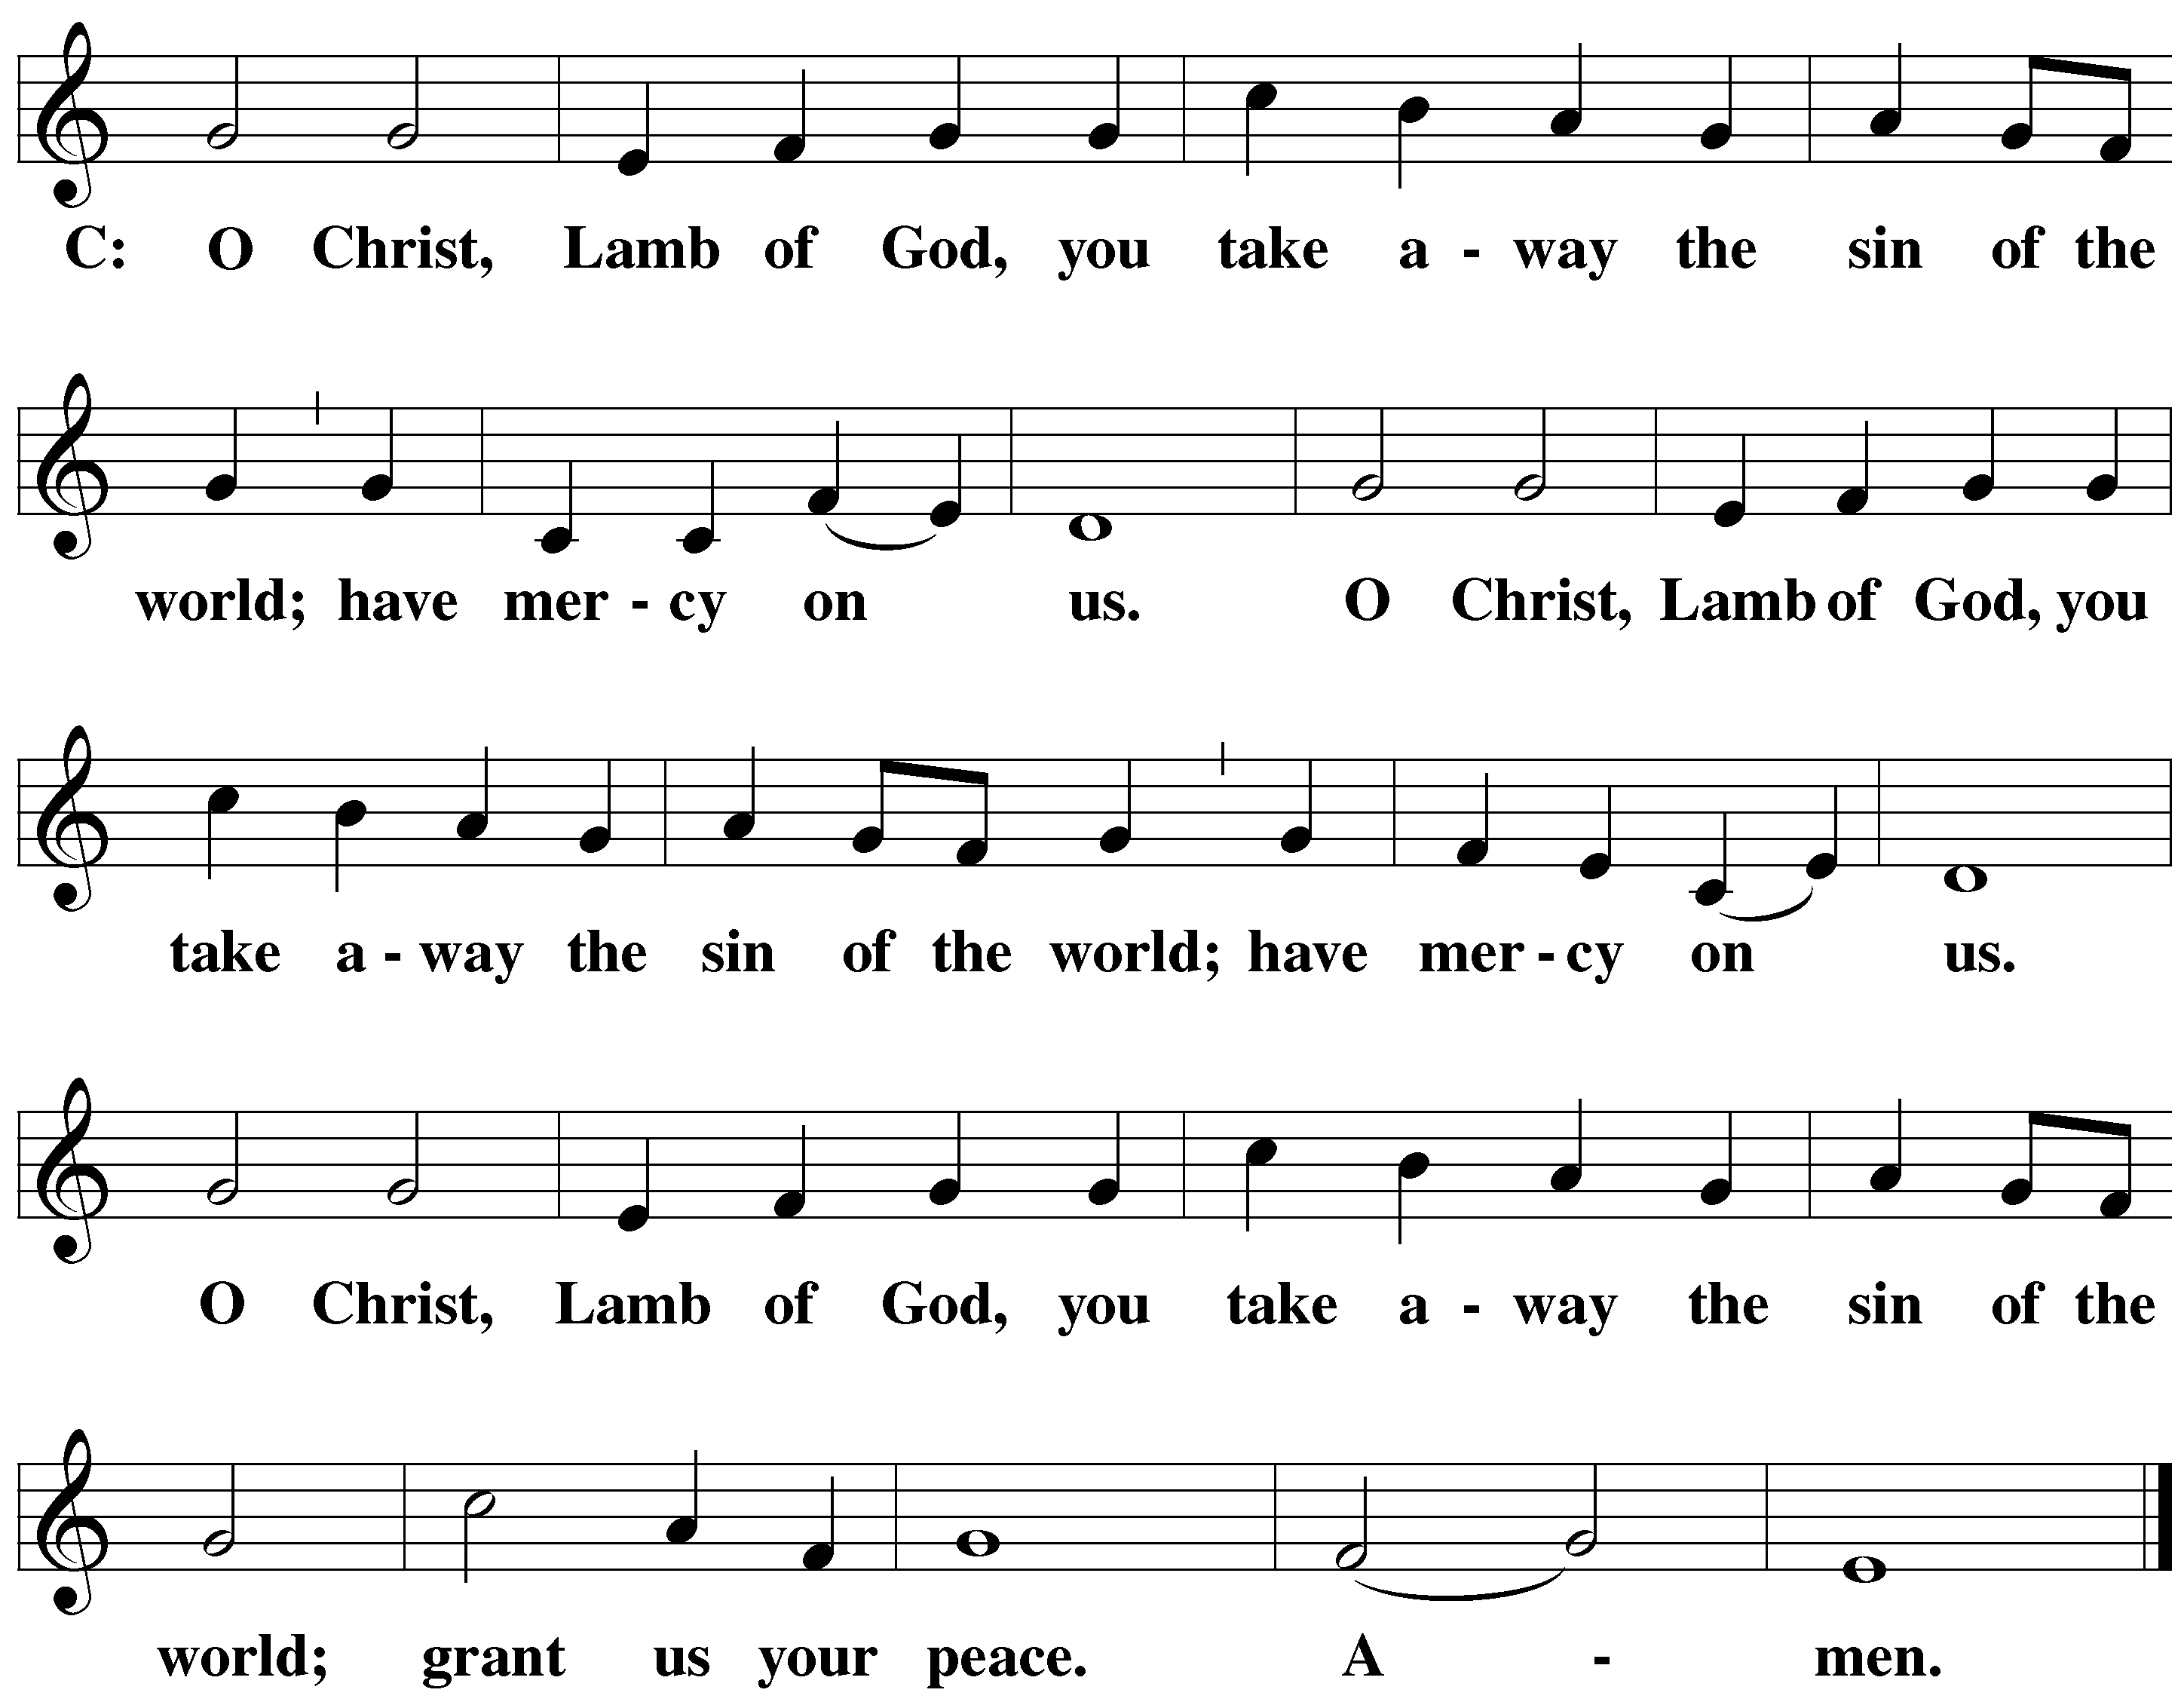 C: O Christ, Lamb of God, you take a - way the sin of the
world; have mer - cy on us. O Christ, Lamb of God, you
take a - way the sin of the world; have mer - cy on us.
O Christ, Lamb of God, you take a - way the sin of the
world; grant us your peace. A - men.